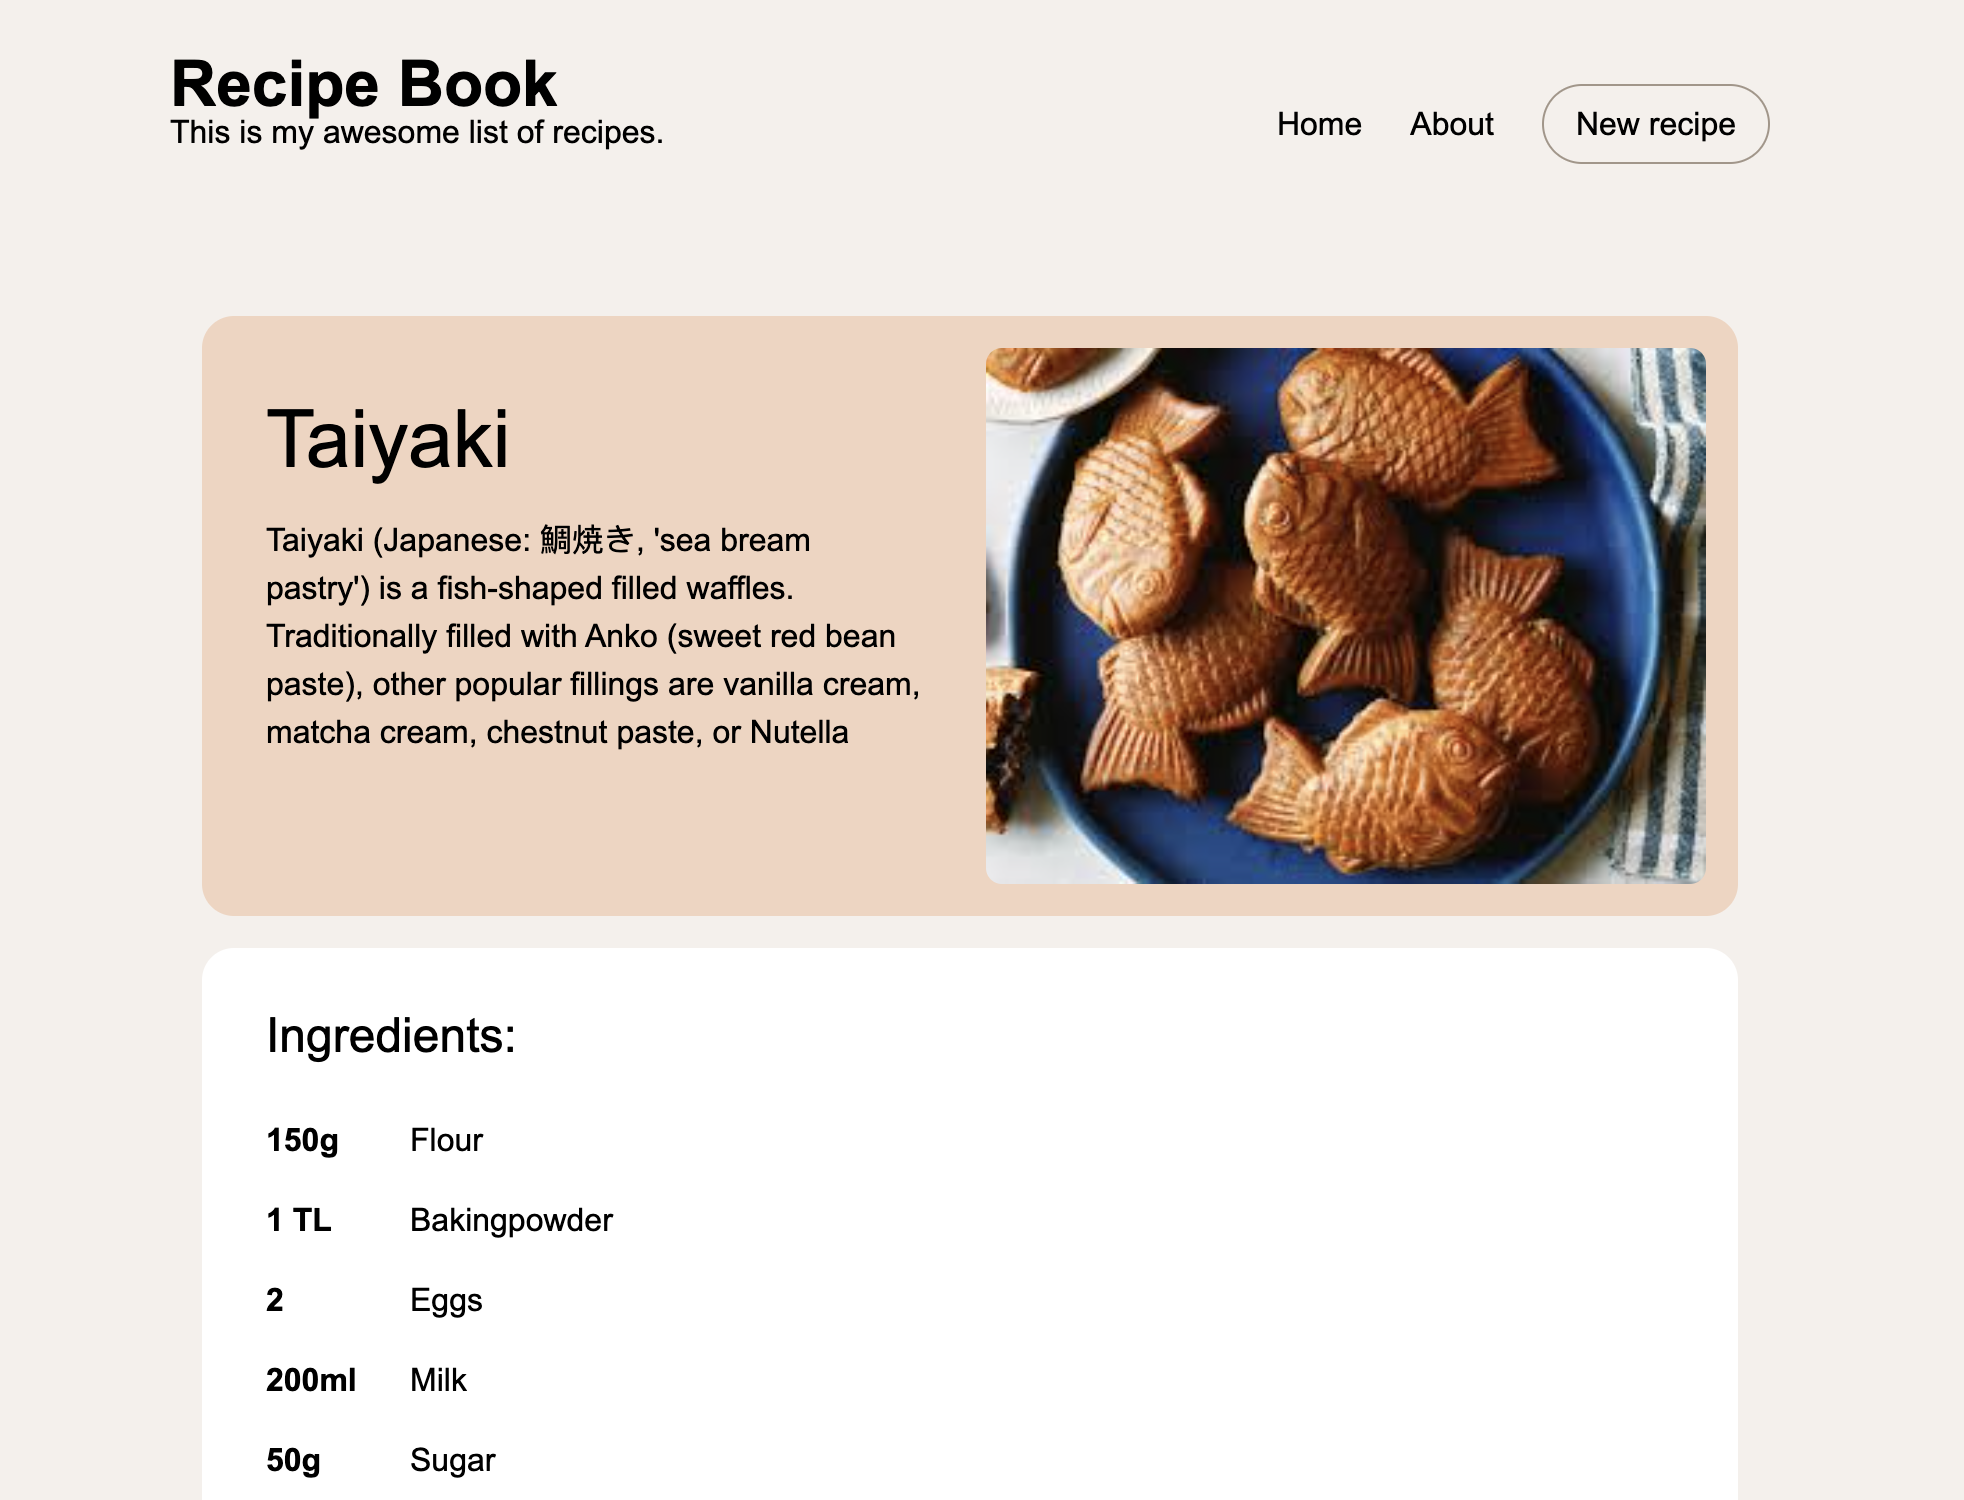 Recipe Book
This is my awesome list of recipes.
Home About New recipe
Taiyaki
Taiyaki (Japanese: 鯛焼き, 'sea bream
pastry') is a fish-shaped filled waffles.
Traditionally filled with Anko (sweet red bean
paste), other popular fillings are vanilla cream,
matcha cream, chestnut paste, or Nutella
Ingredients:
150g Flour
1 TL Bakingpowder
2 Eggs
200ml Milk
50g Sugar